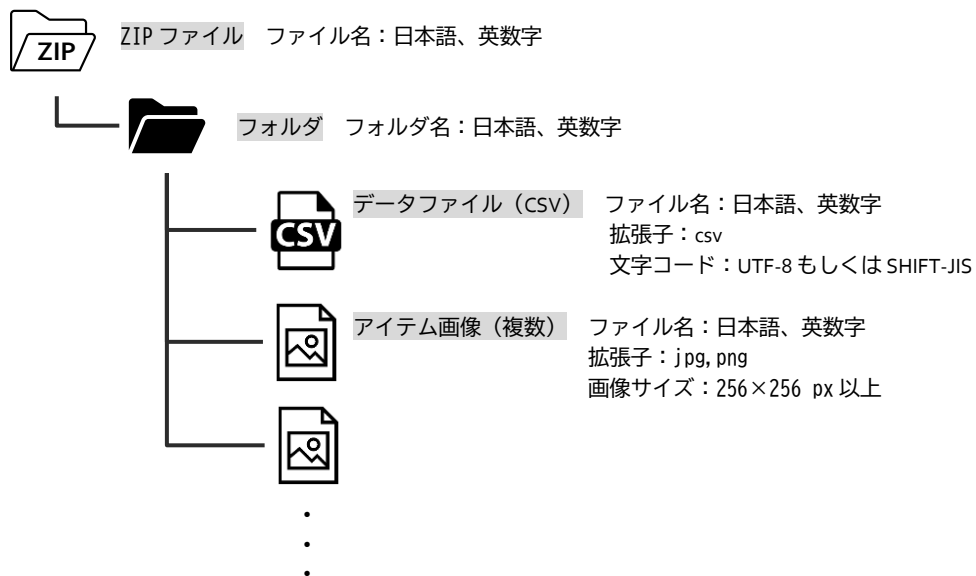 ZIP
ZIP ファイル　ファイル名：日本語、英数字
フォルダ　フォルダ名：日本語、英数字
CSV
データファイル（CSV）　ファイル名：日本語、英数字
拡張子：csv
文字コード：UTF-8 もしくは SHIFT-JIS
アイテム画像（複数）　ファイル名：日本語、英数字
拡張子：jpg,png
画像サイズ：256×256 px 以上
・
・
・